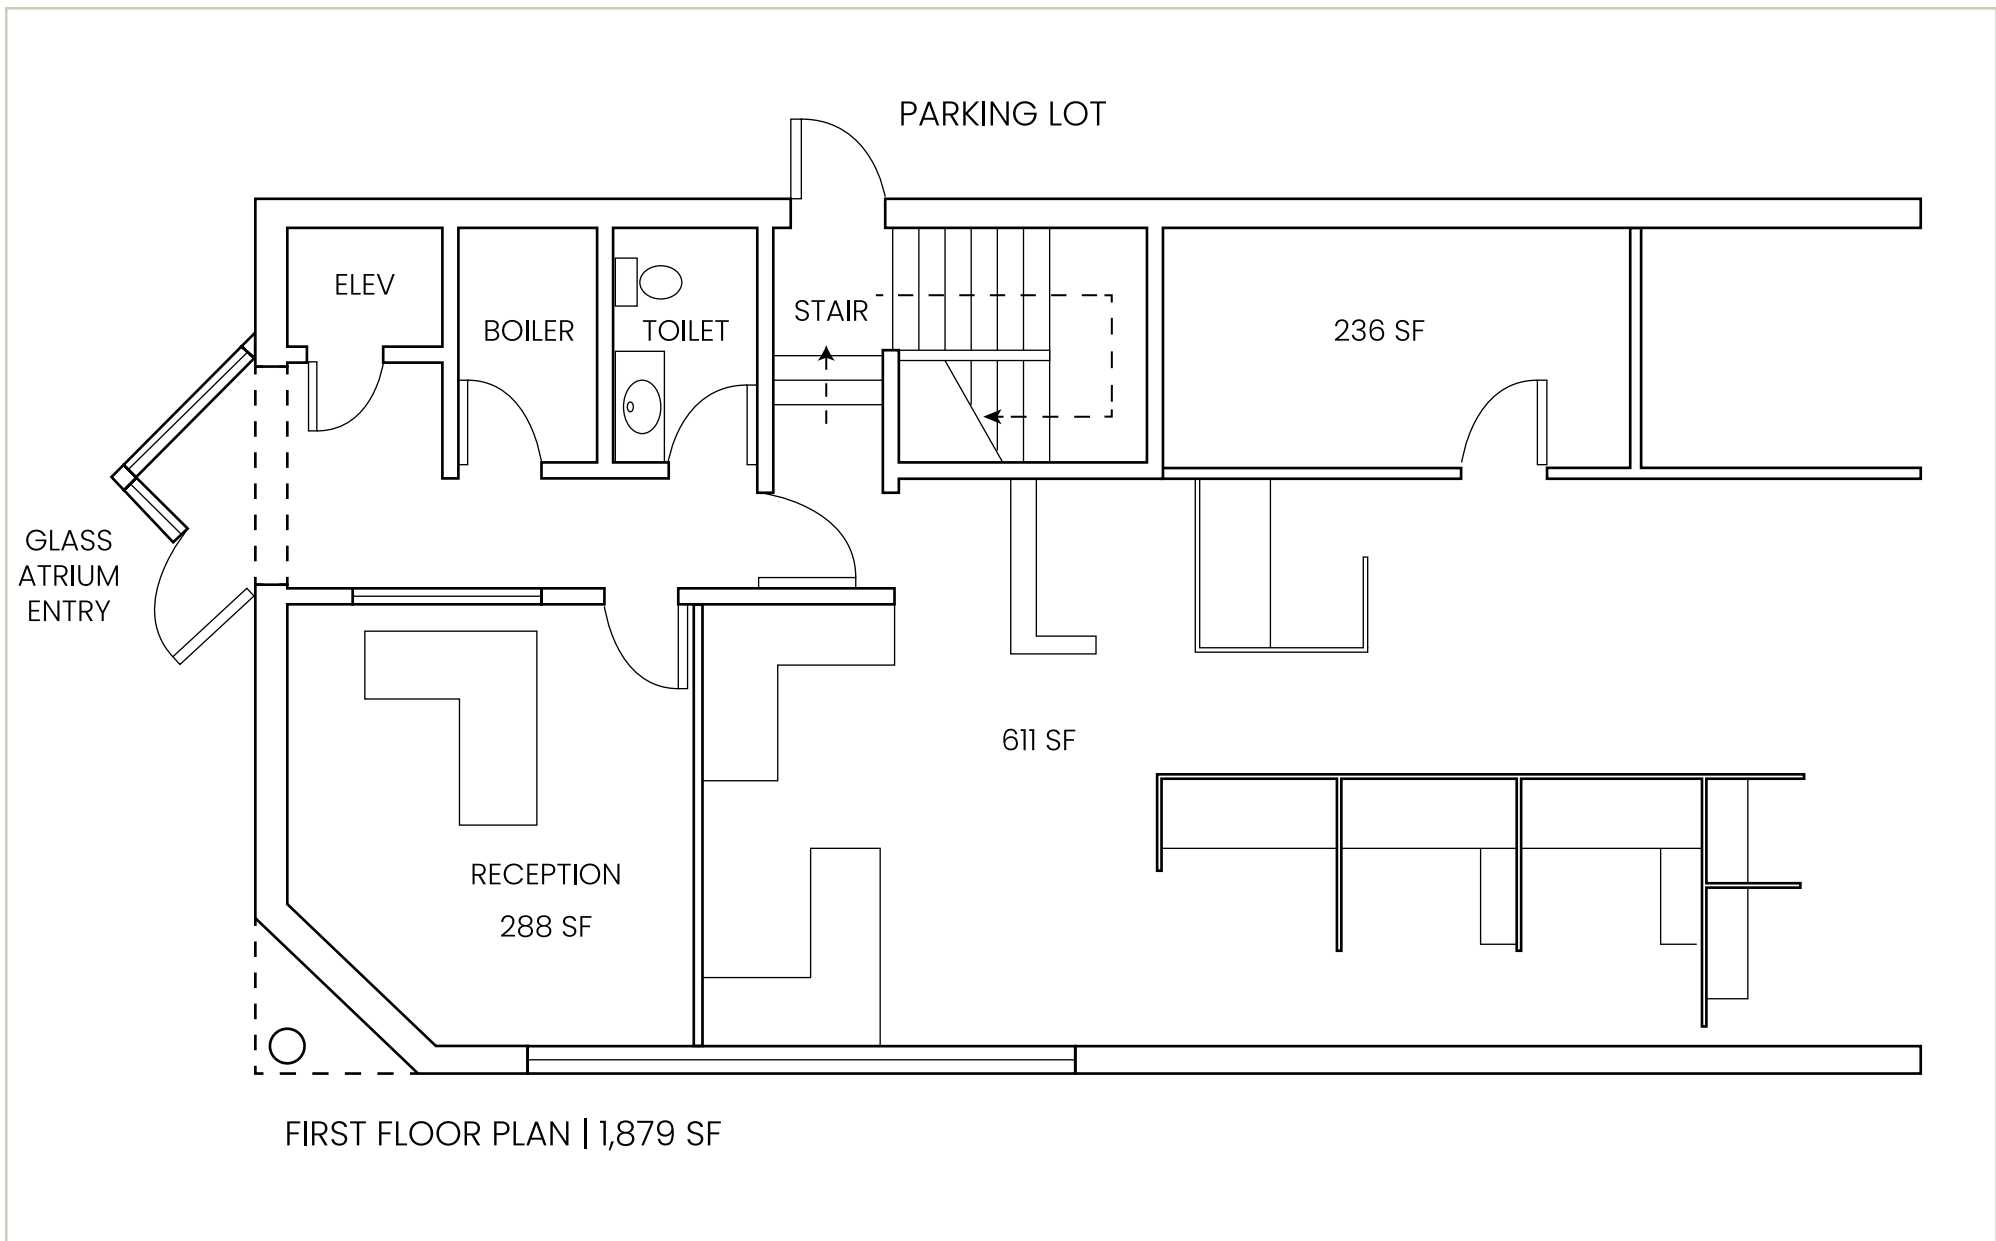 PARKING LOT
ELEV
BOILER
TOILET
STAIR
236 SF
GLASS
ATRIUM
ENTRY
611 SF
RECEPTION
288 SF
FIRST FLOOR PLAN | 1,879 SF